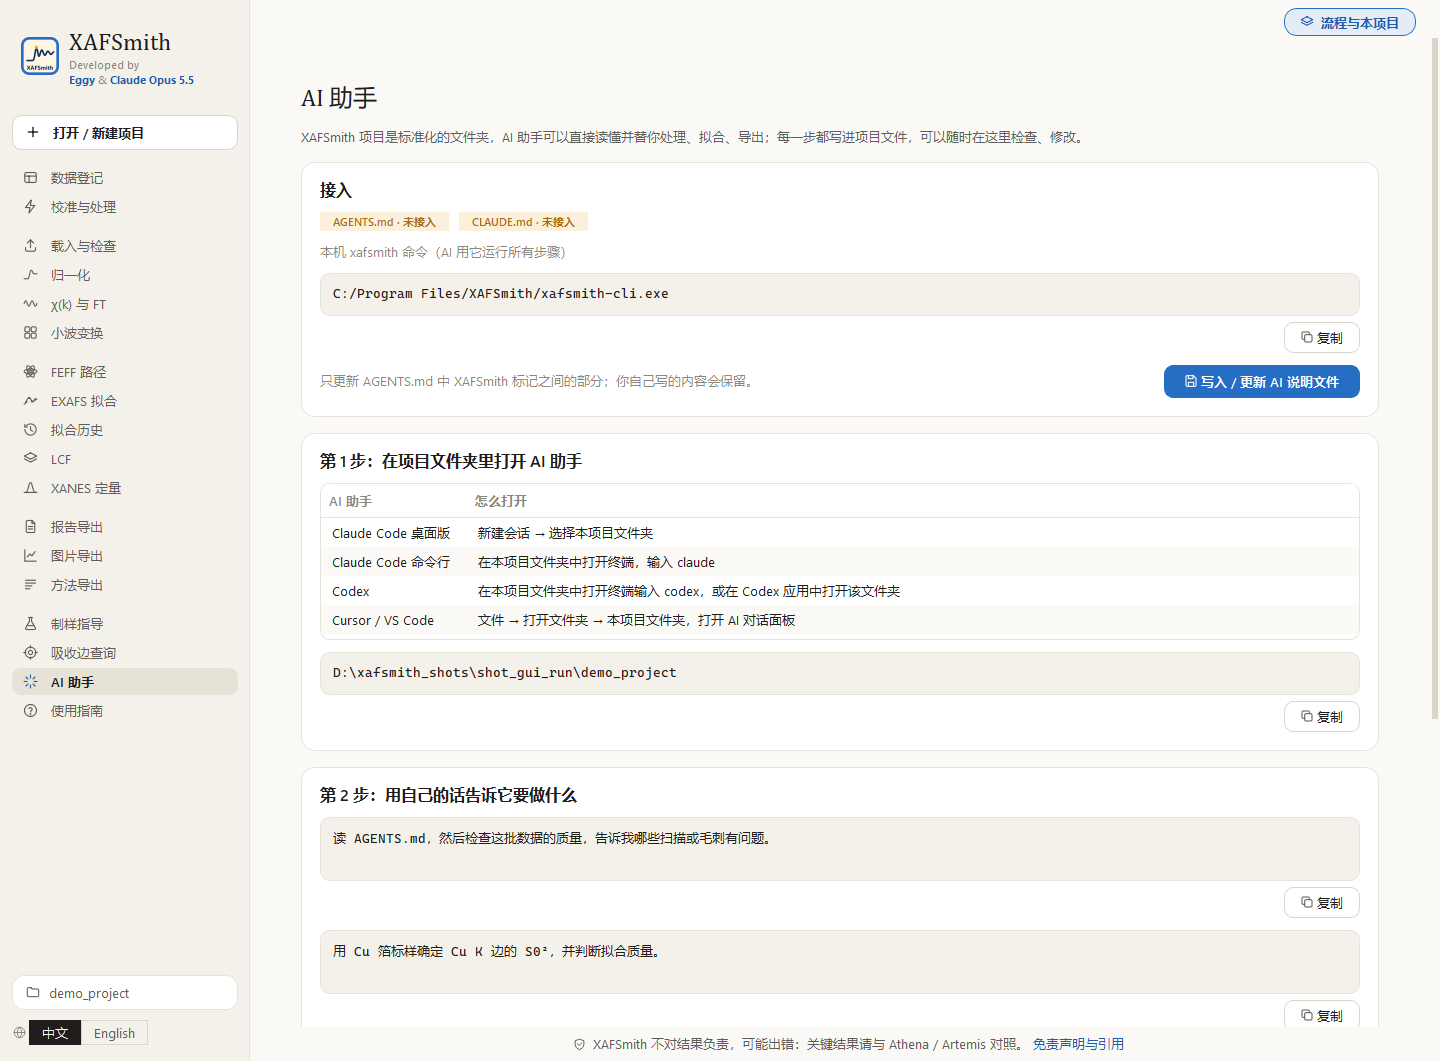 XAFSmith
Developed by
Eggy & Claude Opus 5.5
打开 / 新建项目
数据登记
校准与处理
载入与检查
归一化
χ(k) 与 FT
小波变换
FEFF 路径
EXAFS 拟合
拟合历史
LCF
XANES 定量
报告导出
图片导出
方法导出
制样指导
吸收边查询
AI 助手
使用指南
demo_project
中文 English
流程与本项目
AI 助手
XAFSmith 项目是标准化的文件夹，AI 助手可以直接读懂并替你处理、拟合、导出；每一步都写进项目文件，可以随时在这里检查、修改。
接入
AGENTS.md · 未接入 CLAUDE.md · 未接入
本机 xafsmith 命令（AI 用它运行所有步骤）
C:/Program Files/XAFSmith/xafsmith-cli.exe
复制
只更新 AGENTS.md 中 XAFSmith 标记之间的部分；你自己写的内容会保留。
写入 / 更新 AI 说明文件
第 1 步：在项目文件夹里打开 AI 助手
AI 助手 怎么打开
Claude Code 桌面版 新建会话 → 选择本项目文件夹
Claude Code 命令行 在本项目文件夹中打开终端，输入 claude
Codex 在本项目文件夹中打开终端输入 codex，或在 Codex 应用中打开该文件夹
Cursor / VS Code 文件 → 打开文件夹 → 本项目文件夹，打开 AI 对话面板
D:\xafsmith_shots\shot_gui_run\demo_project
复制
第 2 步：用自己的话告诉它要做什么
读 AGENTS.md，然后检查这批数据的质量，告诉我哪些扫描或毛刺有问题。
复制
用 Cu 箔标样确定 Cu K 边的 S0²，并判断拟合质量。
复制
XAFSmith 不对结果负责，可能出错：关键结果请与 Athena / Artemis 对照。 免责声明与引用
XAFSmith